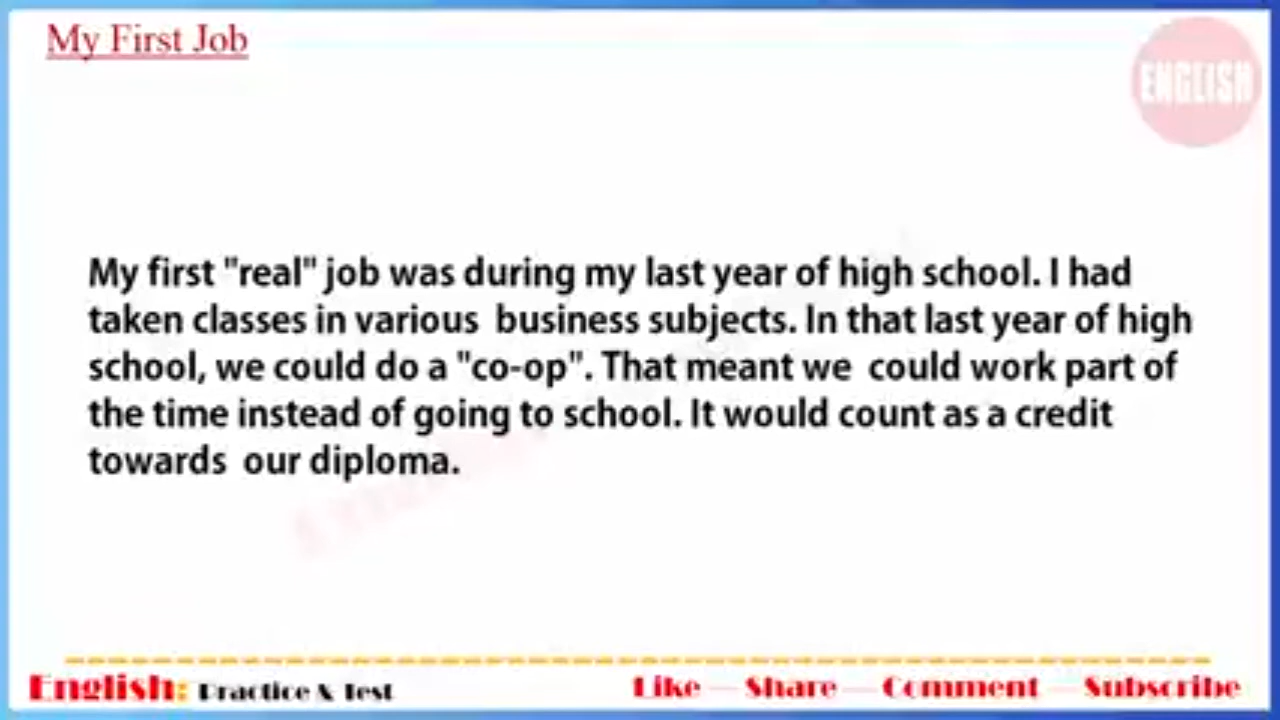 My First Job
ENGLISH
My first "real" job was during my last year of high school. I had
taken classes in various business subjects. In that last year of high
school, we could do a "co-op". That meant we could work part of
the time instead of going to school. It would count as a credit
towards our diploma.
English: Practice & Test
Like — Share — Comment — Subscribe